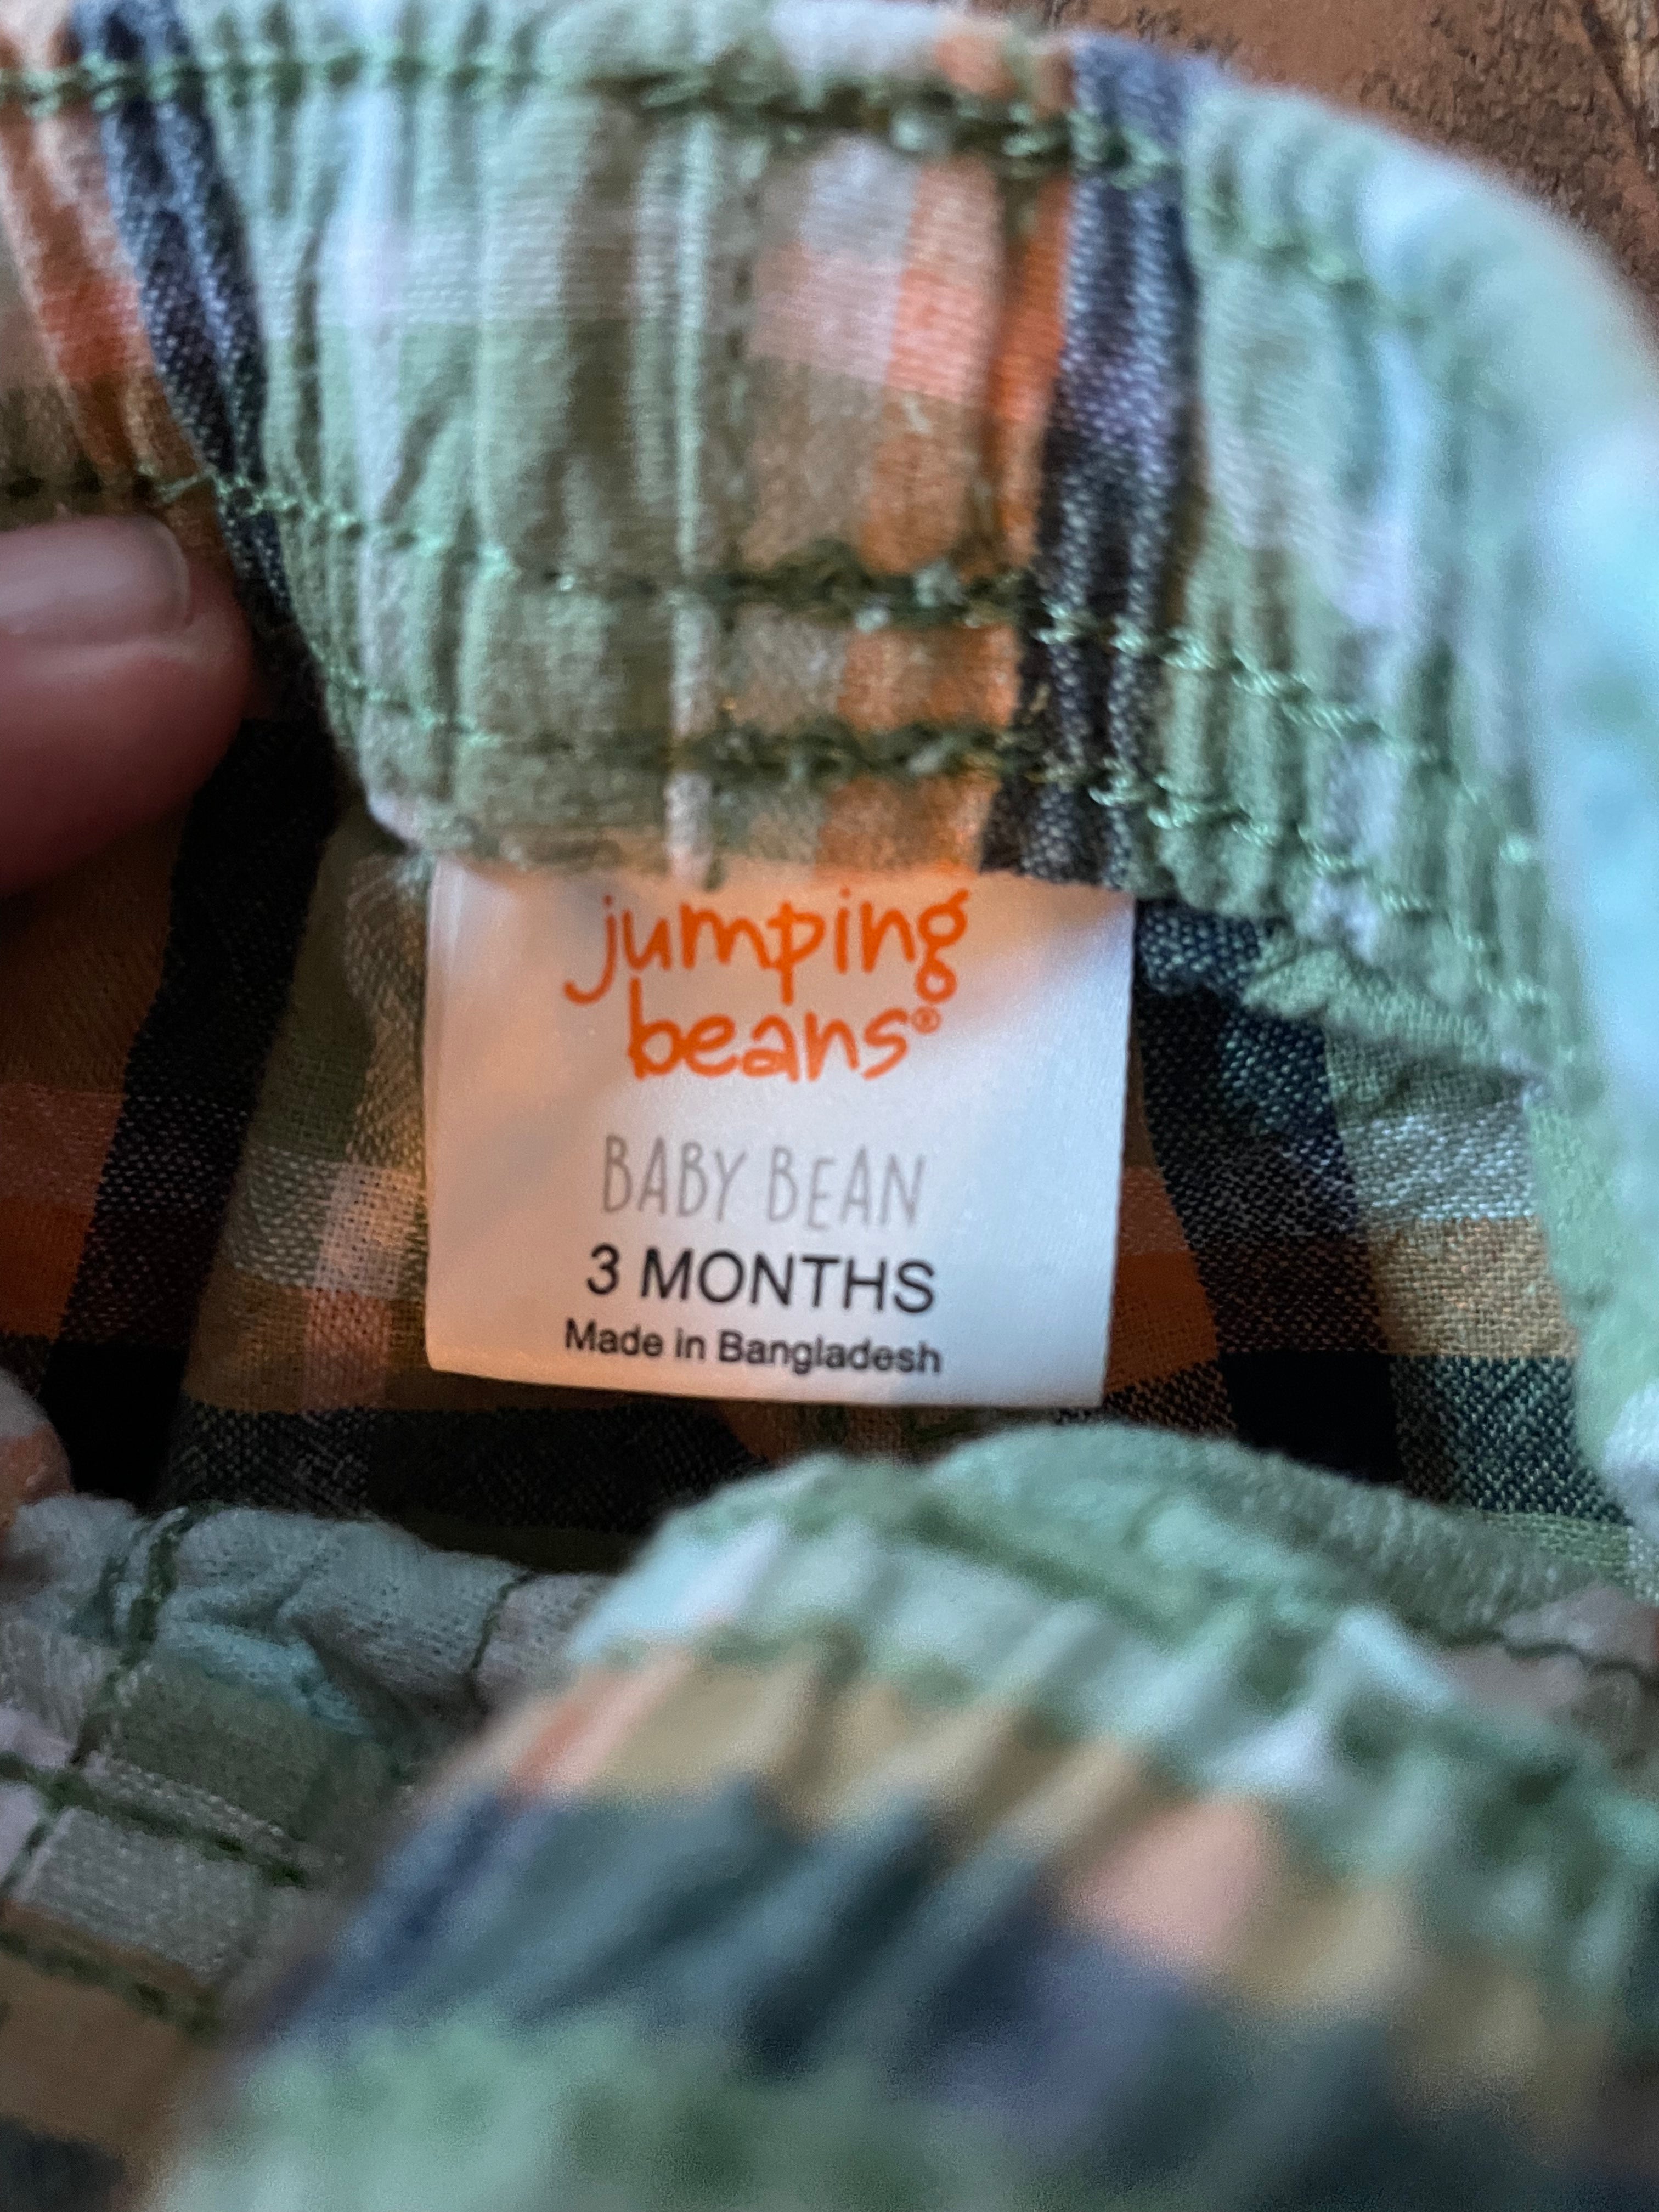 jumping
beans®
BABY BEAN
3 MONTHS
Made in Bangladesh